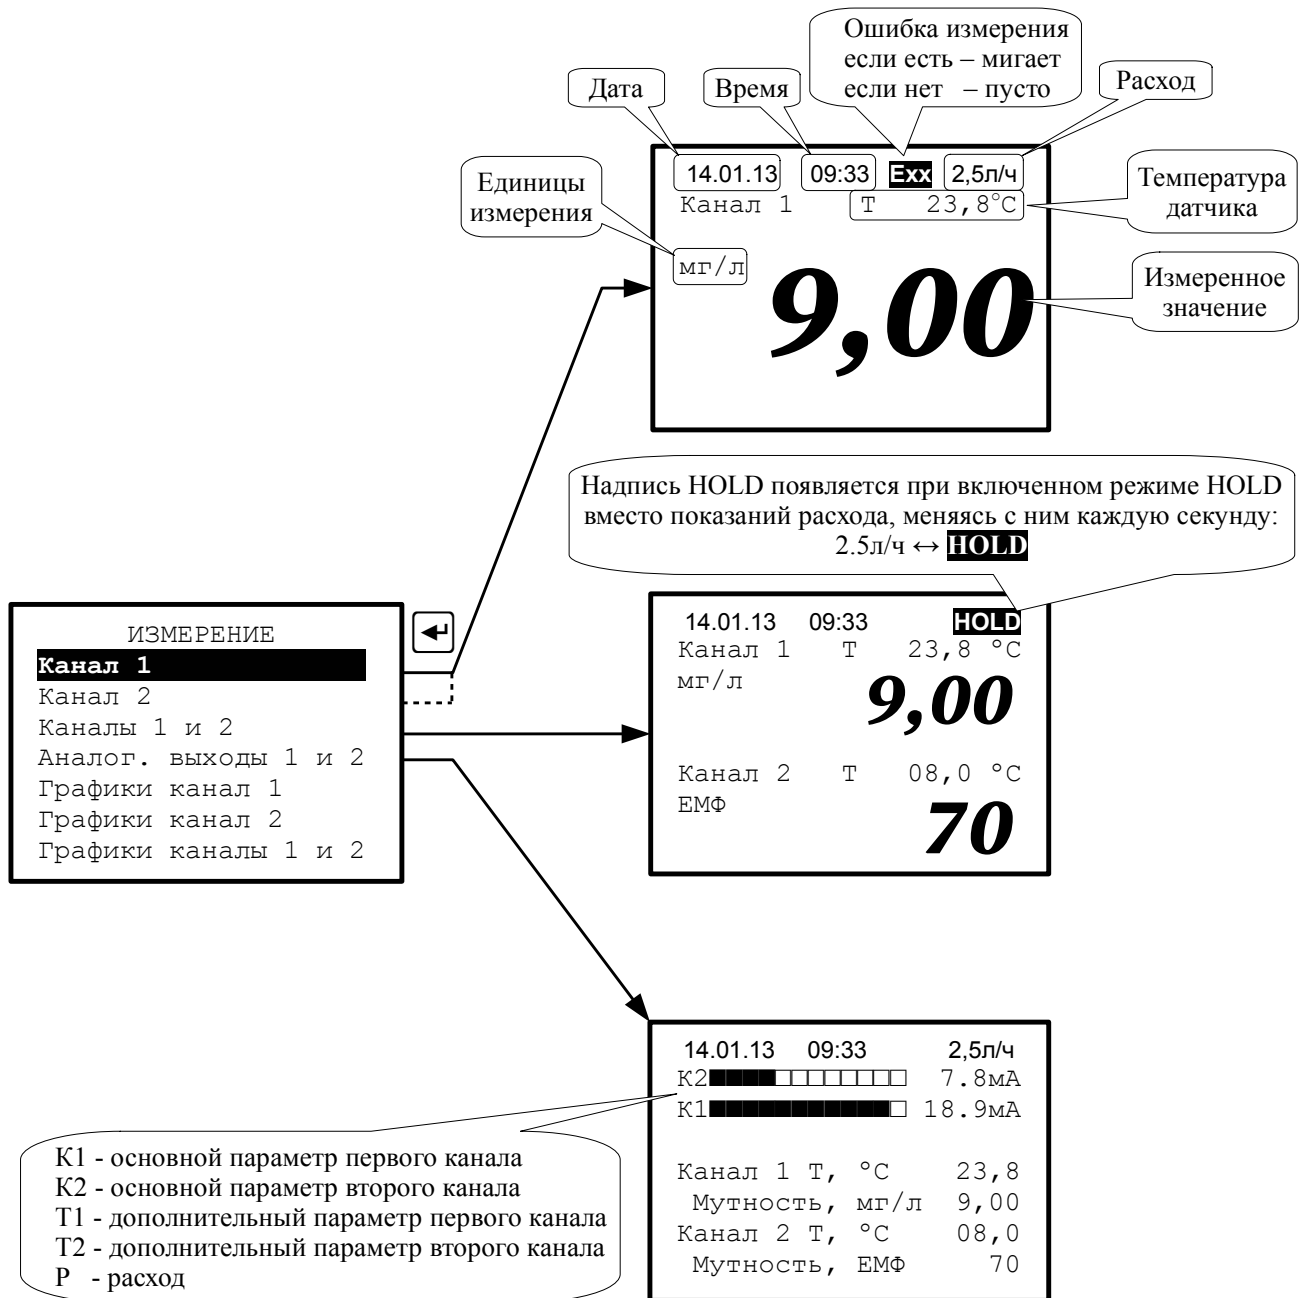 Ошибка измерения
если есть – мигает
если нет – пусто
Дата
Время
Расход
Единицы
измерения
14.01.13 09:33 Exx 2,5л/ч
Канал 1 Т 23,8°С
мг/л
9,00
Температура
датчика
Измеренное
значение
Надпись HOLD появляется при включенном режиме HOLD
вместо показаний расхода, меняясь с ним каждую секунду:
2.5л/ч ↔ HOLD
ИЗМЕРЕНИЕ
Канал 1
Канал 2
Каналы 1 и 2
Аналог. выходы 1 и 2
Графики канал 1
Графики канал 2
Графики каналы 1 и 2
14.01.13 09:33 HOLD
Канал 1 Т 23,8 °С
мг/л
9,00
Канал 2 Т 08,0 °С
ЕМФ
70
14.01.13 09:33 2,5л/ч
К2 7.8мА
К1 18.9мА
Канал 1 Т, °С 23,8
Мутность, мг/л 9,00
Канал 2 Т, °С 08,0
Мутность, ЕМФ 70
К1 - основной параметр первого канала
К2 - основной параметр второго канала
Т1 - дополнительный параметр первого канала
Т2 - дополнительный параметр второго канала
Р - расход